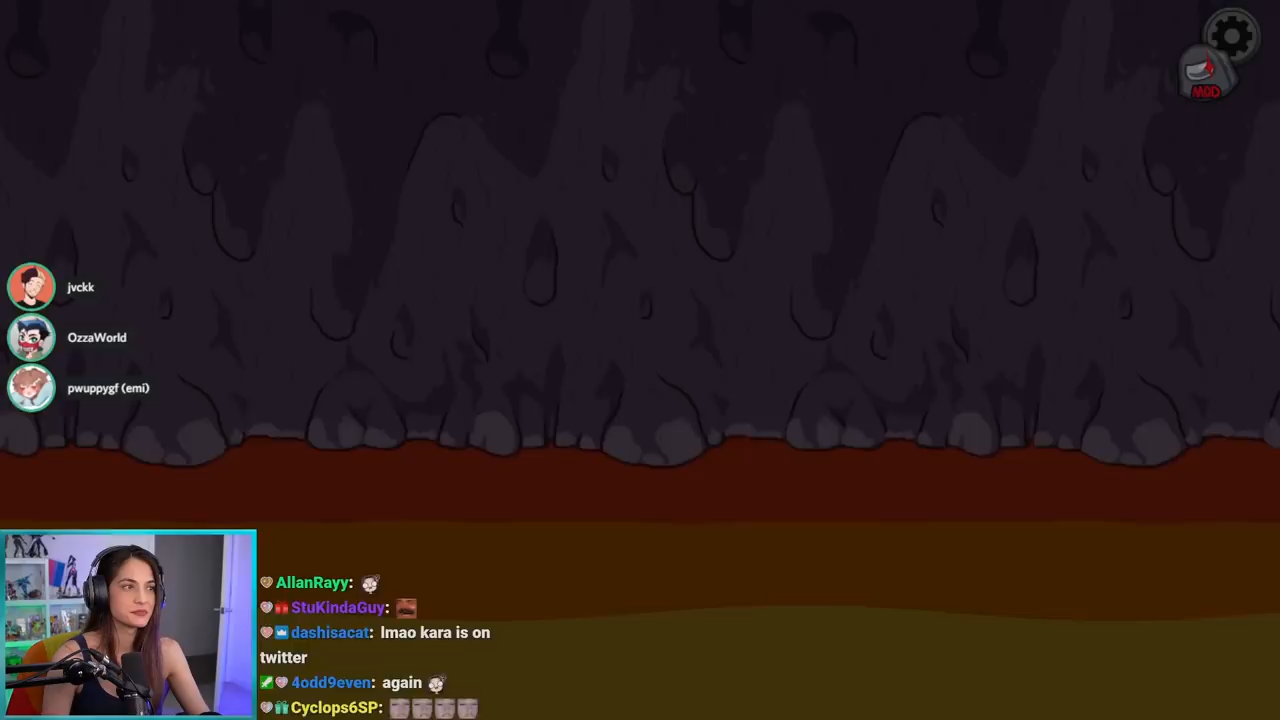 MOD
jvckk
OzzaWorld
pwuppygf (emi)
AllanRayy:
StuKindaGuy:
dashisacat: lmao kara is on
twitter
4odd9even: again
Cyclops6SP: